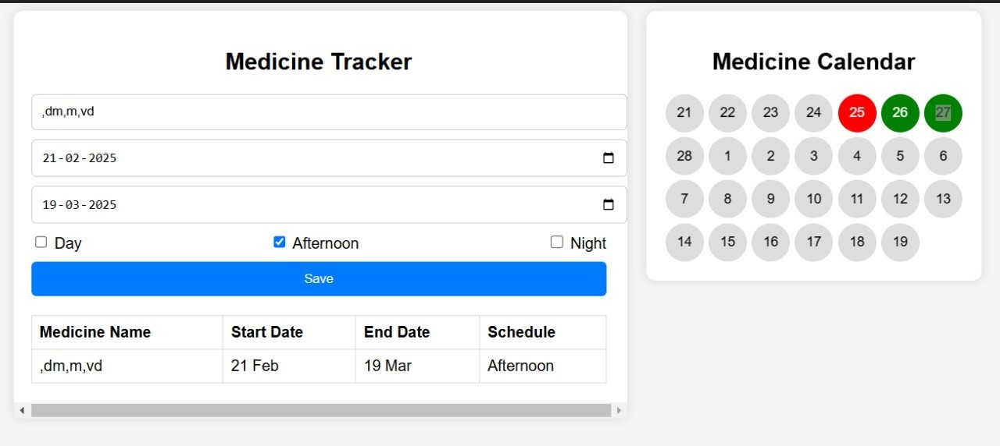 Medicine Tracker
,dm,m,vd
21-02-2025
19-03-2025
Day Afternoon Night
Save
Medicine Name Start Date End Date Schedule
,dm,m,vd 21 Feb 19 Mar Afternoon
Medicine Calendar
21 22 23 24 25 26 27
28 1 2 3 4 5 6
7 8 9 10 11 12 13
14 15 16 17 18 19